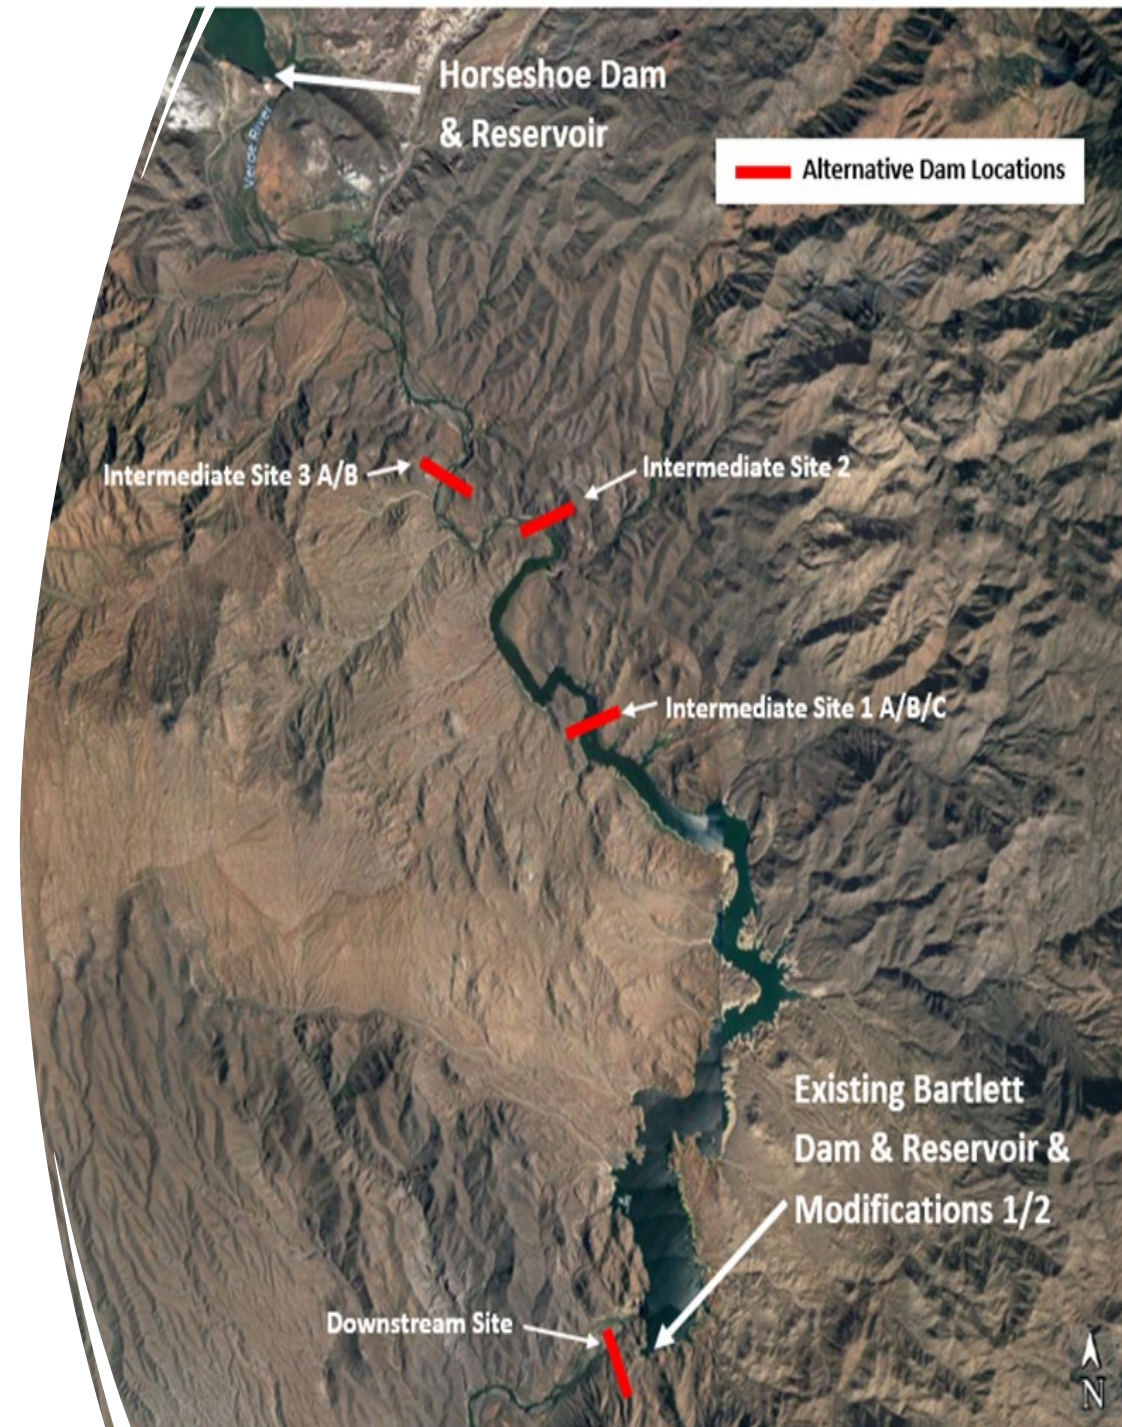 Horseshoe Dam
& Reservoir
Verde River
Alternative Dam Locations
Intermediate Site 3 A/B
Intermediate Site 2
Intermediate Site 1 A/B/C
Existing Bartlett
Dam & Reservoir &
Modifications 1/2
Downstream Site
N